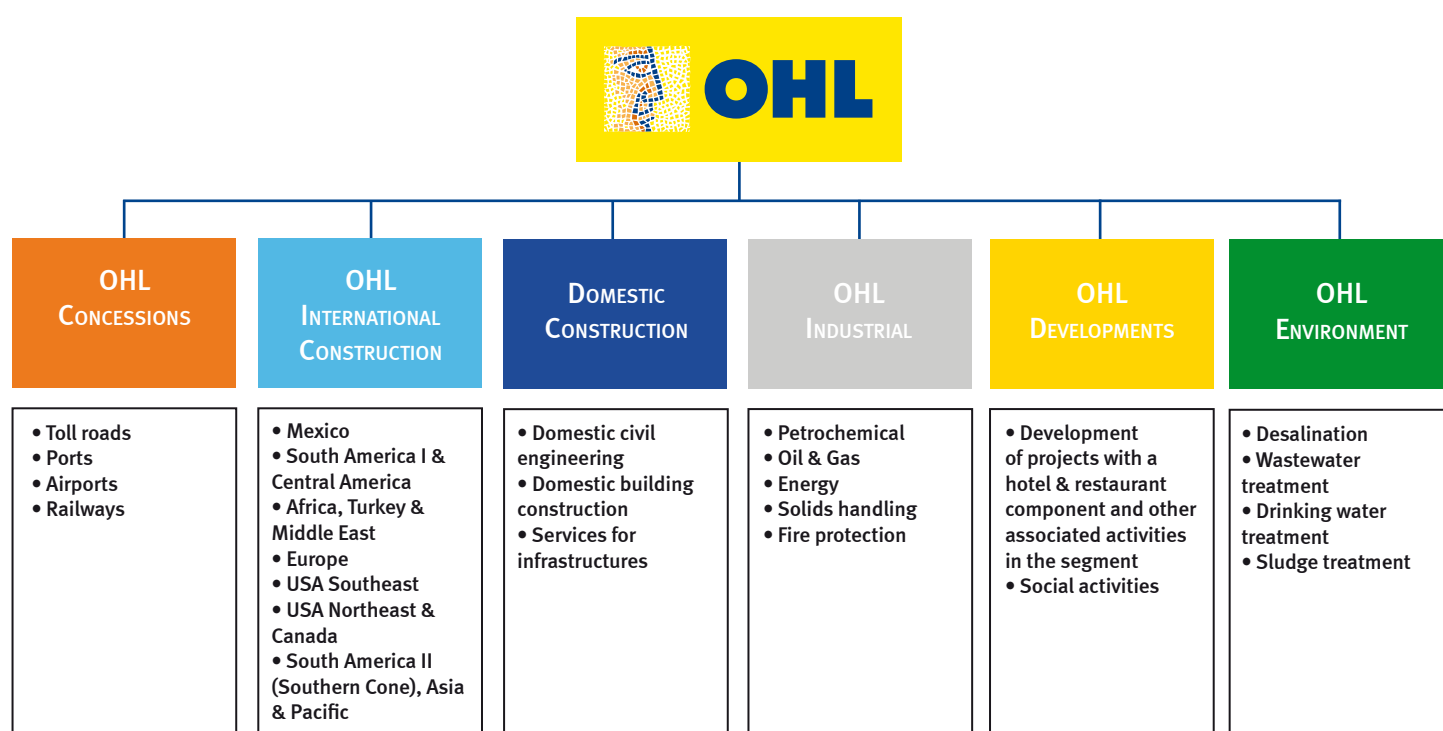 OHL
OHL
CONCESSIONS
• Toll roads
• Ports
• Airports
• Railways
OHL
INTERNATIONAL
CONSTRUCTION
• Mexico
• South America I &
Central America
• Africa, Turkey &
Middle East
• Europe
• USA Southeast
• USA Northeast &
Canada
• South America II
(Southern Cone), Asia
& Pacific
DOMESTIC
CONSTRUCTION
• Domestic civil
engineering
• Domestic building
construction
• Services for
infrastructures
OHL
INDUSTRIAL
• Petrochemical
• Oil & Gas
• Energy
• Solids handling
• Fire protection
OHL
DEVELOPMENTS
• Development
of projects with a
hotel & restaurant
component and other
associated activities
in the segment
• Social activities
OHL
ENVIRONMENT
• Desalination
• Wastewater
treatment
• Drinking water
treatment
• Sludge treatment